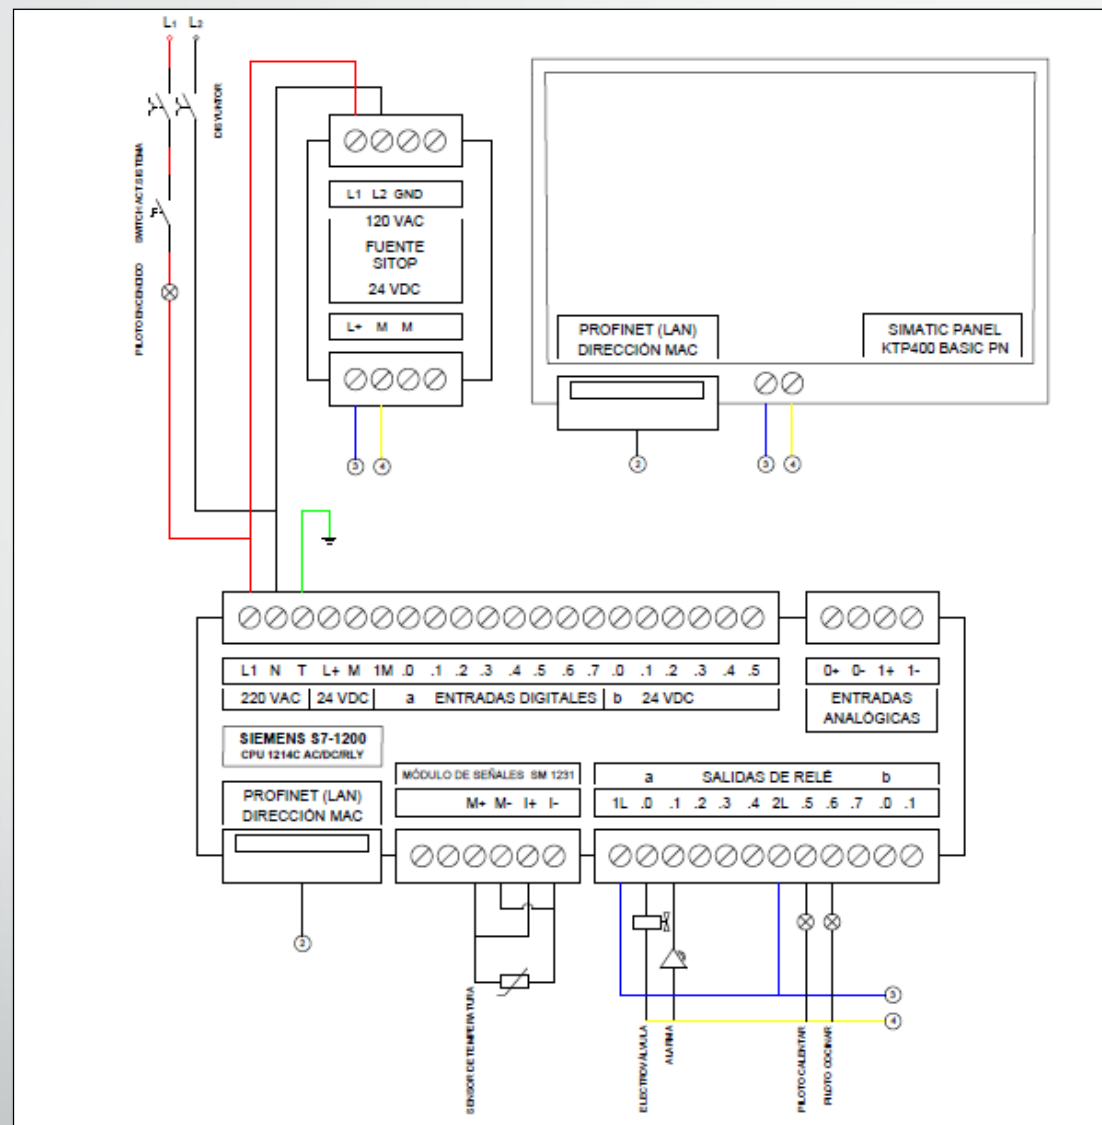 L1 L2
DISYUNTOR
SWITCH ACT.SISTEMA
PILOTO ENCENDIDO
L1 L2 GND
120 VAC
FUENTE
SITOP
24 VDC
L+ M M
3 4
PROFINET (LAN)
DIRECCIÓN MAC
SIMATIC PANEL
KTP400 BASIC PN
2
3 4
L1 N T L+ M 1M .0 .1 .2 .3 .4 .5 .6 .7 .0 .1 .2 .3 .4 .5
220 VAC 24 VDC a ENTRADAS DIGITALES b 24 VDC
0+ 0- 1+ 1-
ENTRADAS
ANALÓGICAS
SIEMENS S7-1200
CPU 1214C AC/DC/RLY
PROFINET (LAN)
DIRECCIÓN MAC
MÓDULO DE SEÑALES SM 1231
M+ M- I+ I-
a SALIDAS DE RELÉ b
1L .0 .1 .2 .3 .4 2L .5 .6 .7 .0 .1
2
3
4
SENSOR DE TEMPERATURA
ELECTROVÁLVULA
ALARMA
PILOTO CALENTAR
PILOTO COCINAR